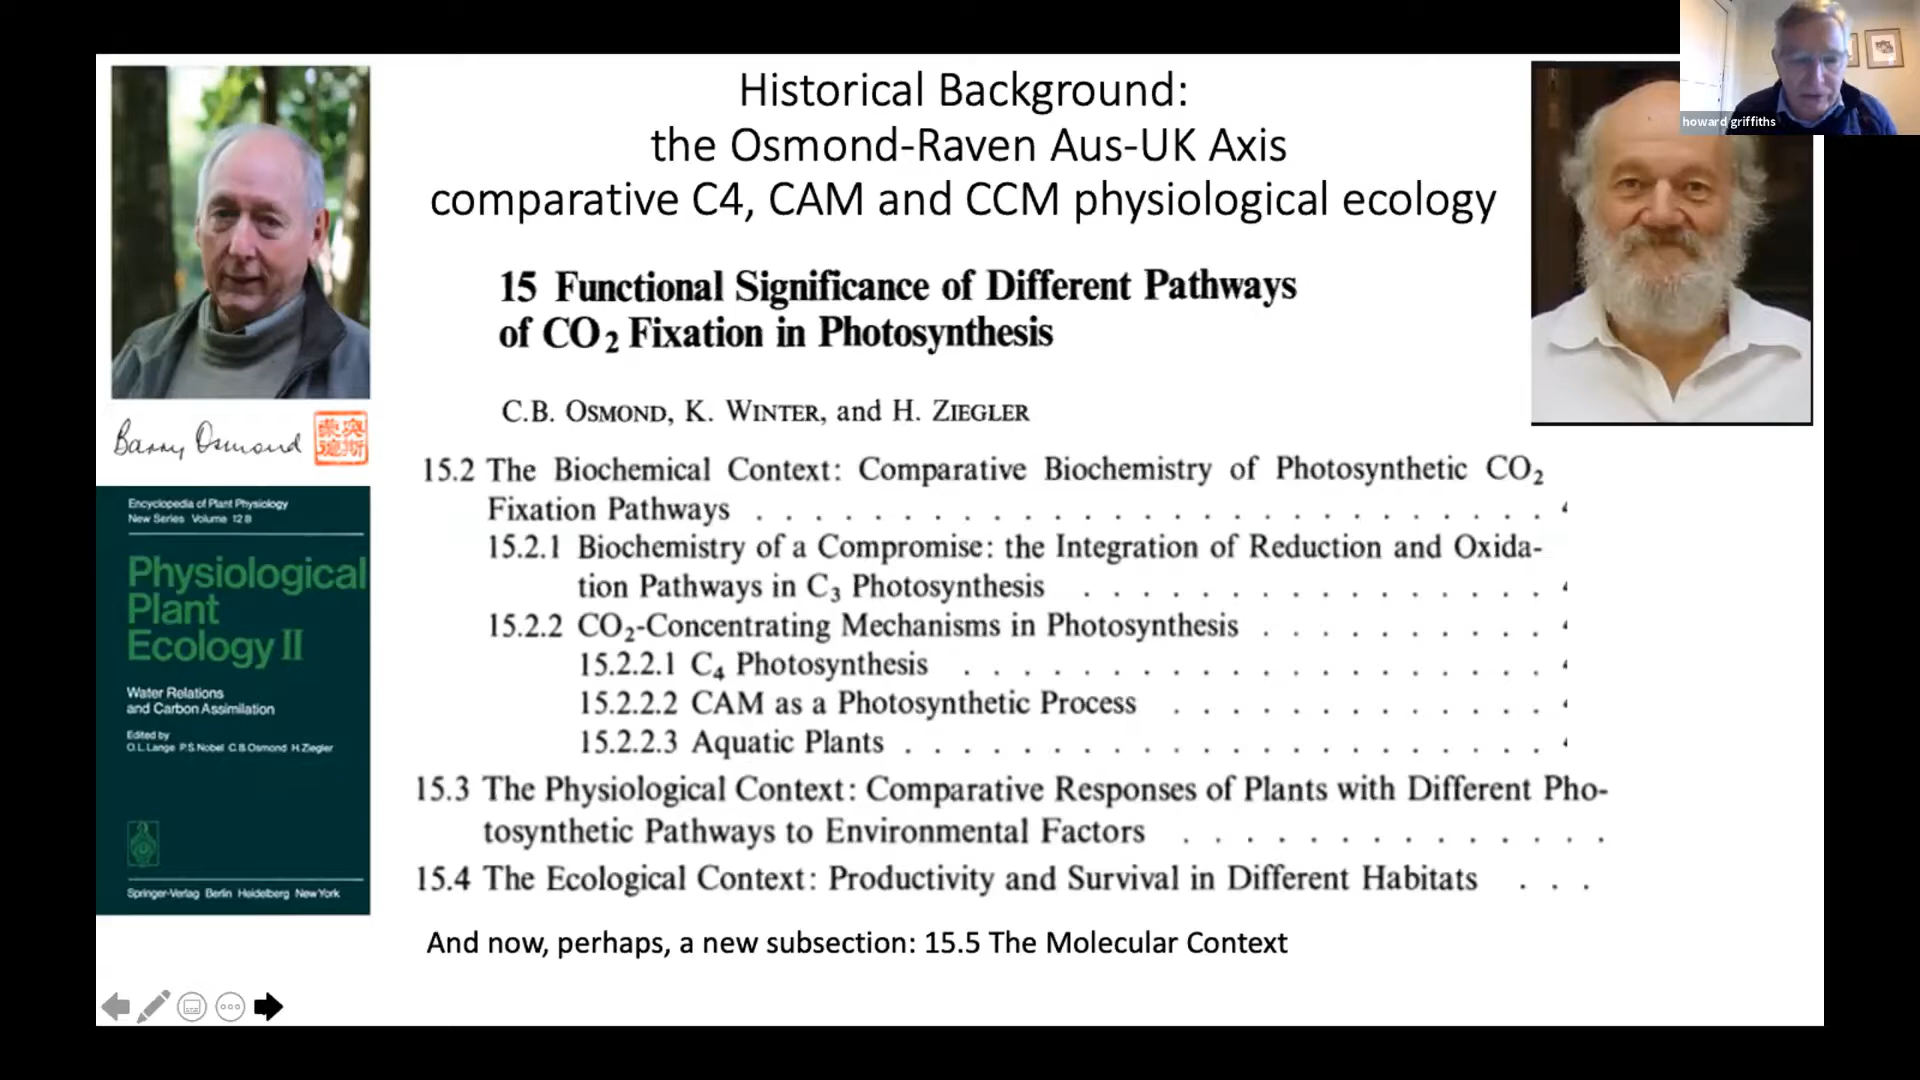 Historical Background:
the Osmond-Raven Aus-UK Axis
comparative C4, CAM and CCM physiological ecology
howard griffiths
15 Functional Significance of Different Pathways
of CO2 Fixation in Photosynthesis
C.B. OSMOND, K. WINTER, and H. ZIEGLER
Barry Osmond
Encyclopedia of Plant Physiology
New Series Volume 12 B
Physiological
Plant
Ecology II
Water Relations
and Carbon Assimilation
Edited by
O.L. Lange P.S. Nobel C.B. Osmond H. Ziegler
Springer-Verlag Berlin Heidelberg New York
15.2 The Biochemical Context: Comparative Biochemistry of Photosynthetic CO2
Fixation Pathways . . . . . . . . . . . . . . . . . . . . . . . . . . .
15.2.1 Biochemistry of a Compromise: the Integration of Reduction and Oxida-
tion Pathways in C3 Photosynthesis . . . . . . . . . . . . . . . .
15.2.2 CO2-Concentrating Mechanisms in Photosynthesis . . . . . . . . . .
15.2.2.1 C4 Photosynthesis . . . . . . . . . . . . . . . . . . . .
15.2.2.2 CAM as a Photosynthetic Process . . . . . . . . . . . . .
15.2.2.3 Aquatic Plants . . . . . . . . . . . . . . . . . . . . . .
15.3 The Physiological Context: Comparative Responses of Plants with Different Pho-
tosynthetic Pathways to Environmental Factors . . . . . . . . . . . . . .
15.4 The Ecological Context: Productivity and Survival in Different Habitats . . .
And now, perhaps, a new subsection: 15.5 The Molecular Context